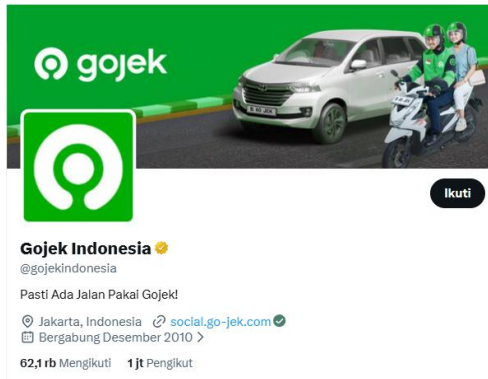 gojek
B 60 JEK
Ikuti
Gojek Indonesia
@gojekindonesia
Pasti Ada Jalan Pakai Gojek!
Jakarta, Indonesia social.go-jek.com
Bergabung Desember 2010
62,1 rb Mengikuti 1 jt Pengikut